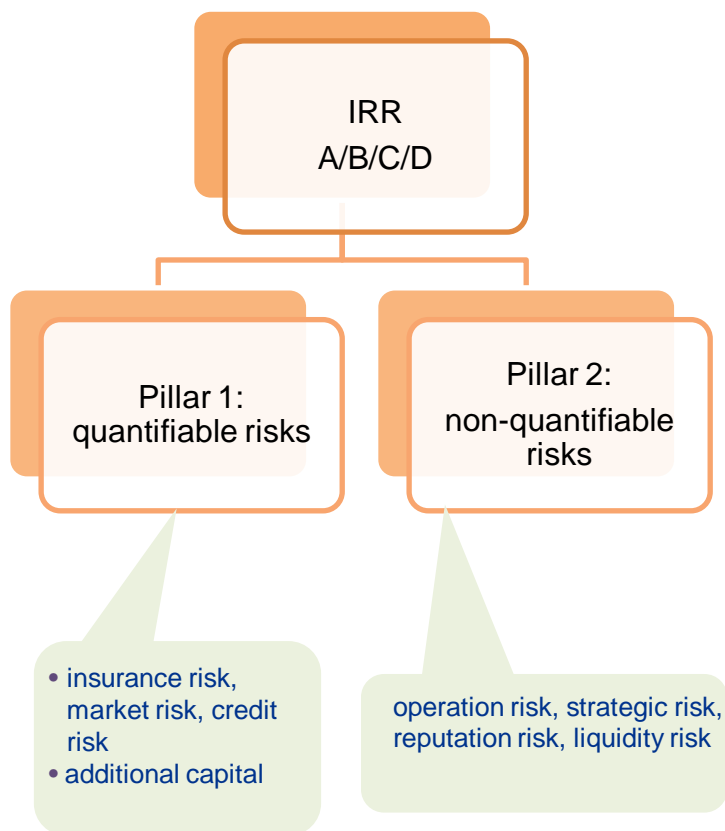 IRR
A/B/C/D
Pillar 1:
quantifiable risks
Pillar 2:
non-quantifiable
risks
• insurance risk,
market risk, credit
risk
• additional capital
operation risk, strategic risk,
reputation risk, liquidity risk